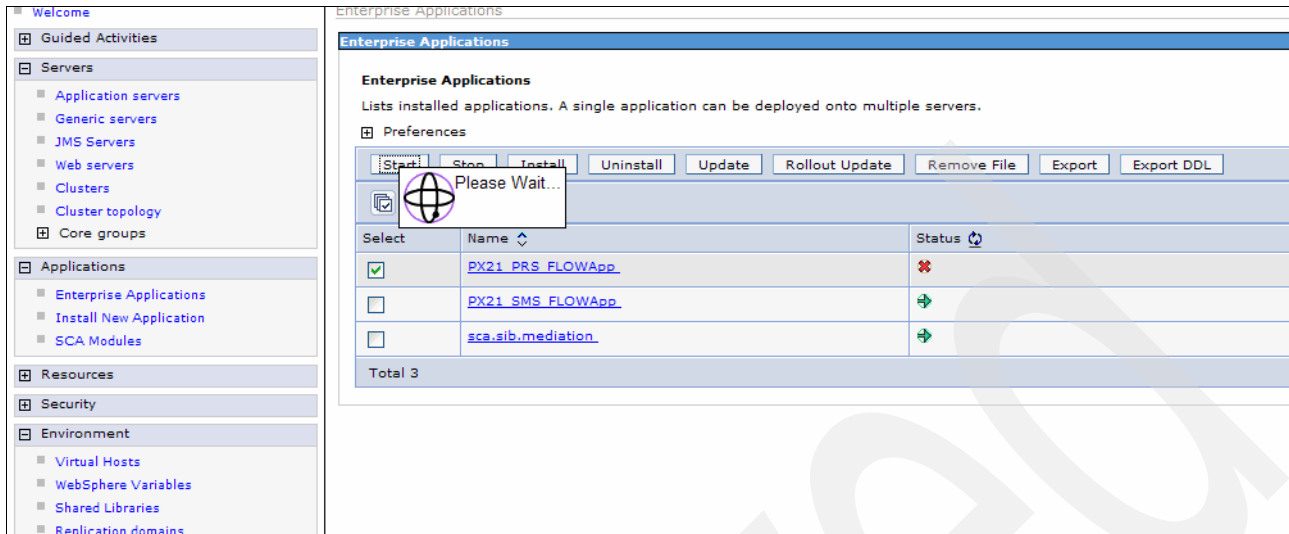 Welcome
Guided Activities
Servers
Application servers
Generic servers
JMS Servers
Web servers
Clusters
Cluster topology
Core groups
Applications
Enterprise Applications
Install New Application
SCA Modules
Resources
Security
Environment
Virtual Hosts
WebSphere Variables
Shared Libraries
Replication domains
Enterprise Applications
Enterprise Applications
Enterprise Applications
Lists installed applications. A single application can be deployed onto multiple servers.
Preferences
Start Stop Install Uninstall Update Rollout Update Remove File Export Export DDL
Please Wait...
Select Name Status
PX21_PRS_FLOWApp
PX21_SMS_FLOWApp
sca.sib.mediation
Total 3